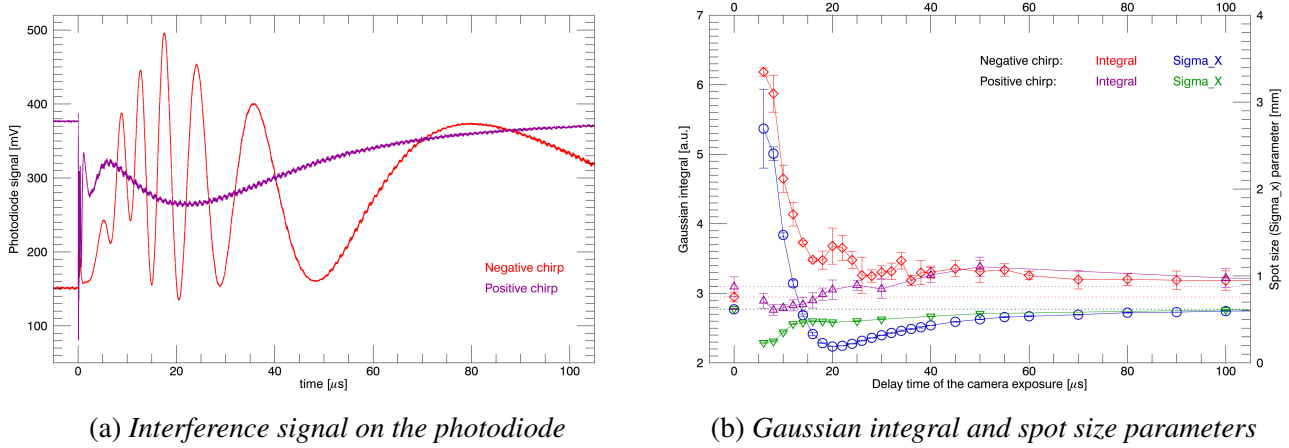 500
400
300
200
100
Photodiode signal [mV]
Negative chirp
Positive chirp
0 20 40 60 80 100
time [μs]
(a) Interference signal on the photodiode
0 20 40 60 80 100
7
6
5
4
3
2
Gaussian integral [a.u.]
Negative chirp: Integral Sigma_X
Positive chirp: Integral Sigma_X
4
3
2
1
0
Spot size (Sigma_x) parameter [mm]
0 20 40 60 80 100
Delay time of the camera exposure [μs]
(b) Gaussian integral and spot size parameters